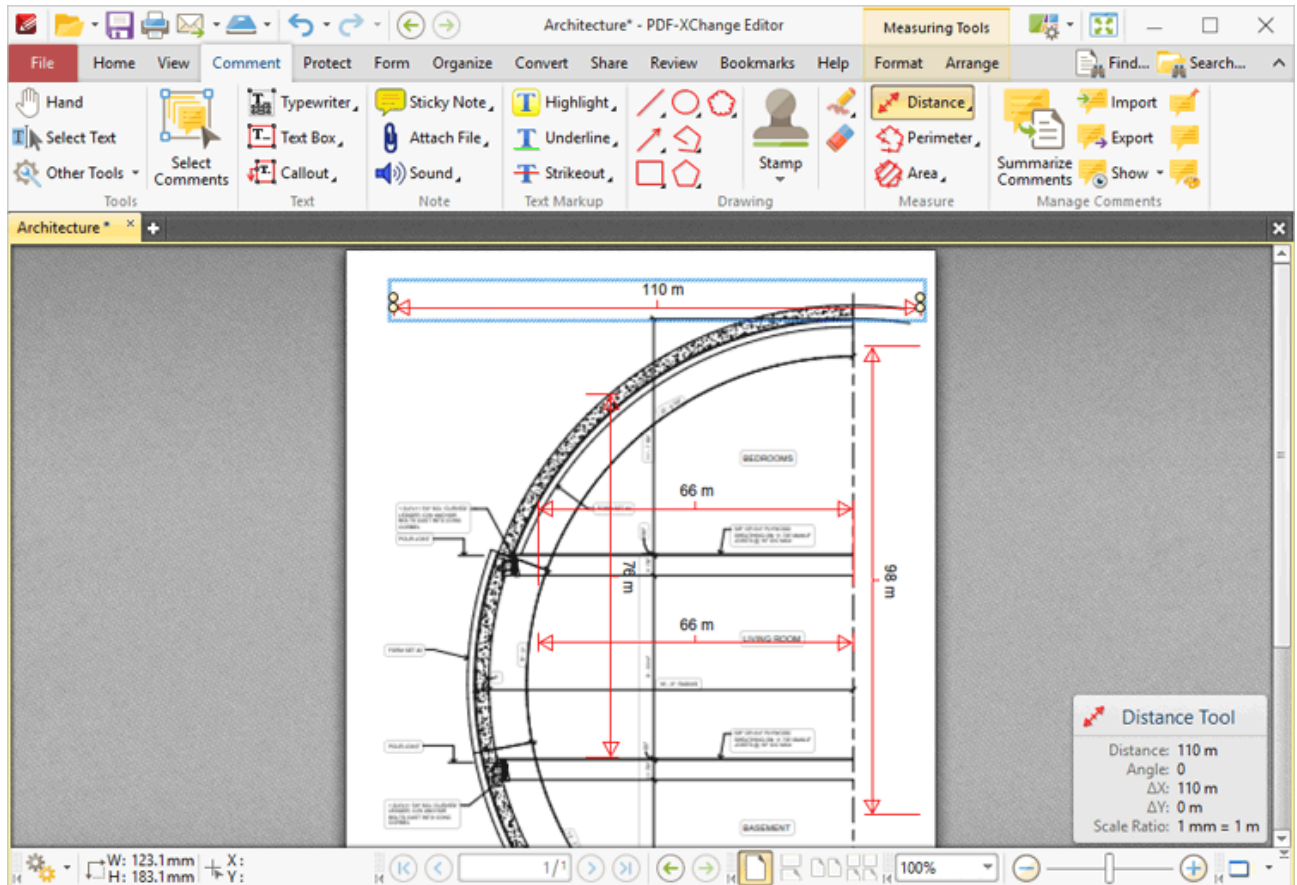 Architecture* - PDF-XChange Editor
Measuring Tools
File Home View Comment Protect Form Organize Convert Share Review Bookmarks Help Format Arrange Find... Search...
Hand
Select Text
Other Tools
Tools
Select Comments
Typewriter
Text Box
Callout
Text
Sticky Note
Attach File
Sound
Note
Highlight
Underline
Strikeout
Text Markup
Stamp
Drawing
Distance
Perimeter
Area
Measure
Summarize Comments
Import
Export
Show
Manage Comments
Architecture *
110 m
BEDROOMS
66 m
76 m
98 m
66 m
LIVING ROOM
BASEMENT
POUR JOINT
POUR JOINT
Distance Tool
Distance: 110 m
Angle: 0
ΔX: 110 m
ΔY: 0 m
Scale Ratio: 1 mm = 1 m
W: 123.1mm
H: 183.1mm
X:
Y:
1/1
100%